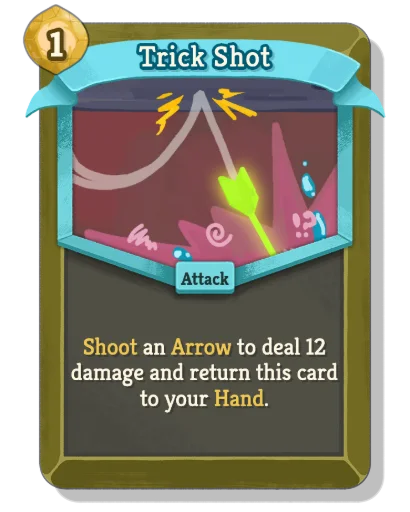 1
Trick Shot
!?
Attack
Shoot an Arrow to deal 12
damage and return this card
to your Hand.